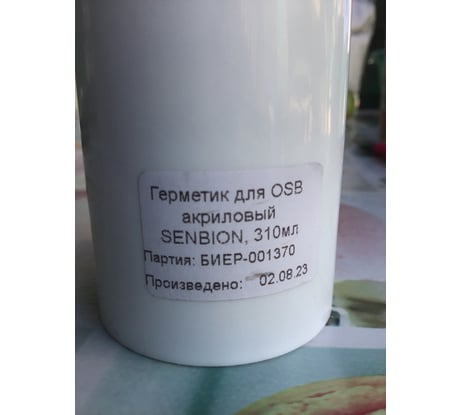 Герметик для OSB
акриловый
SENBION, 310мл
Партия: БИЕР-001370
Произведено: 02.08.23